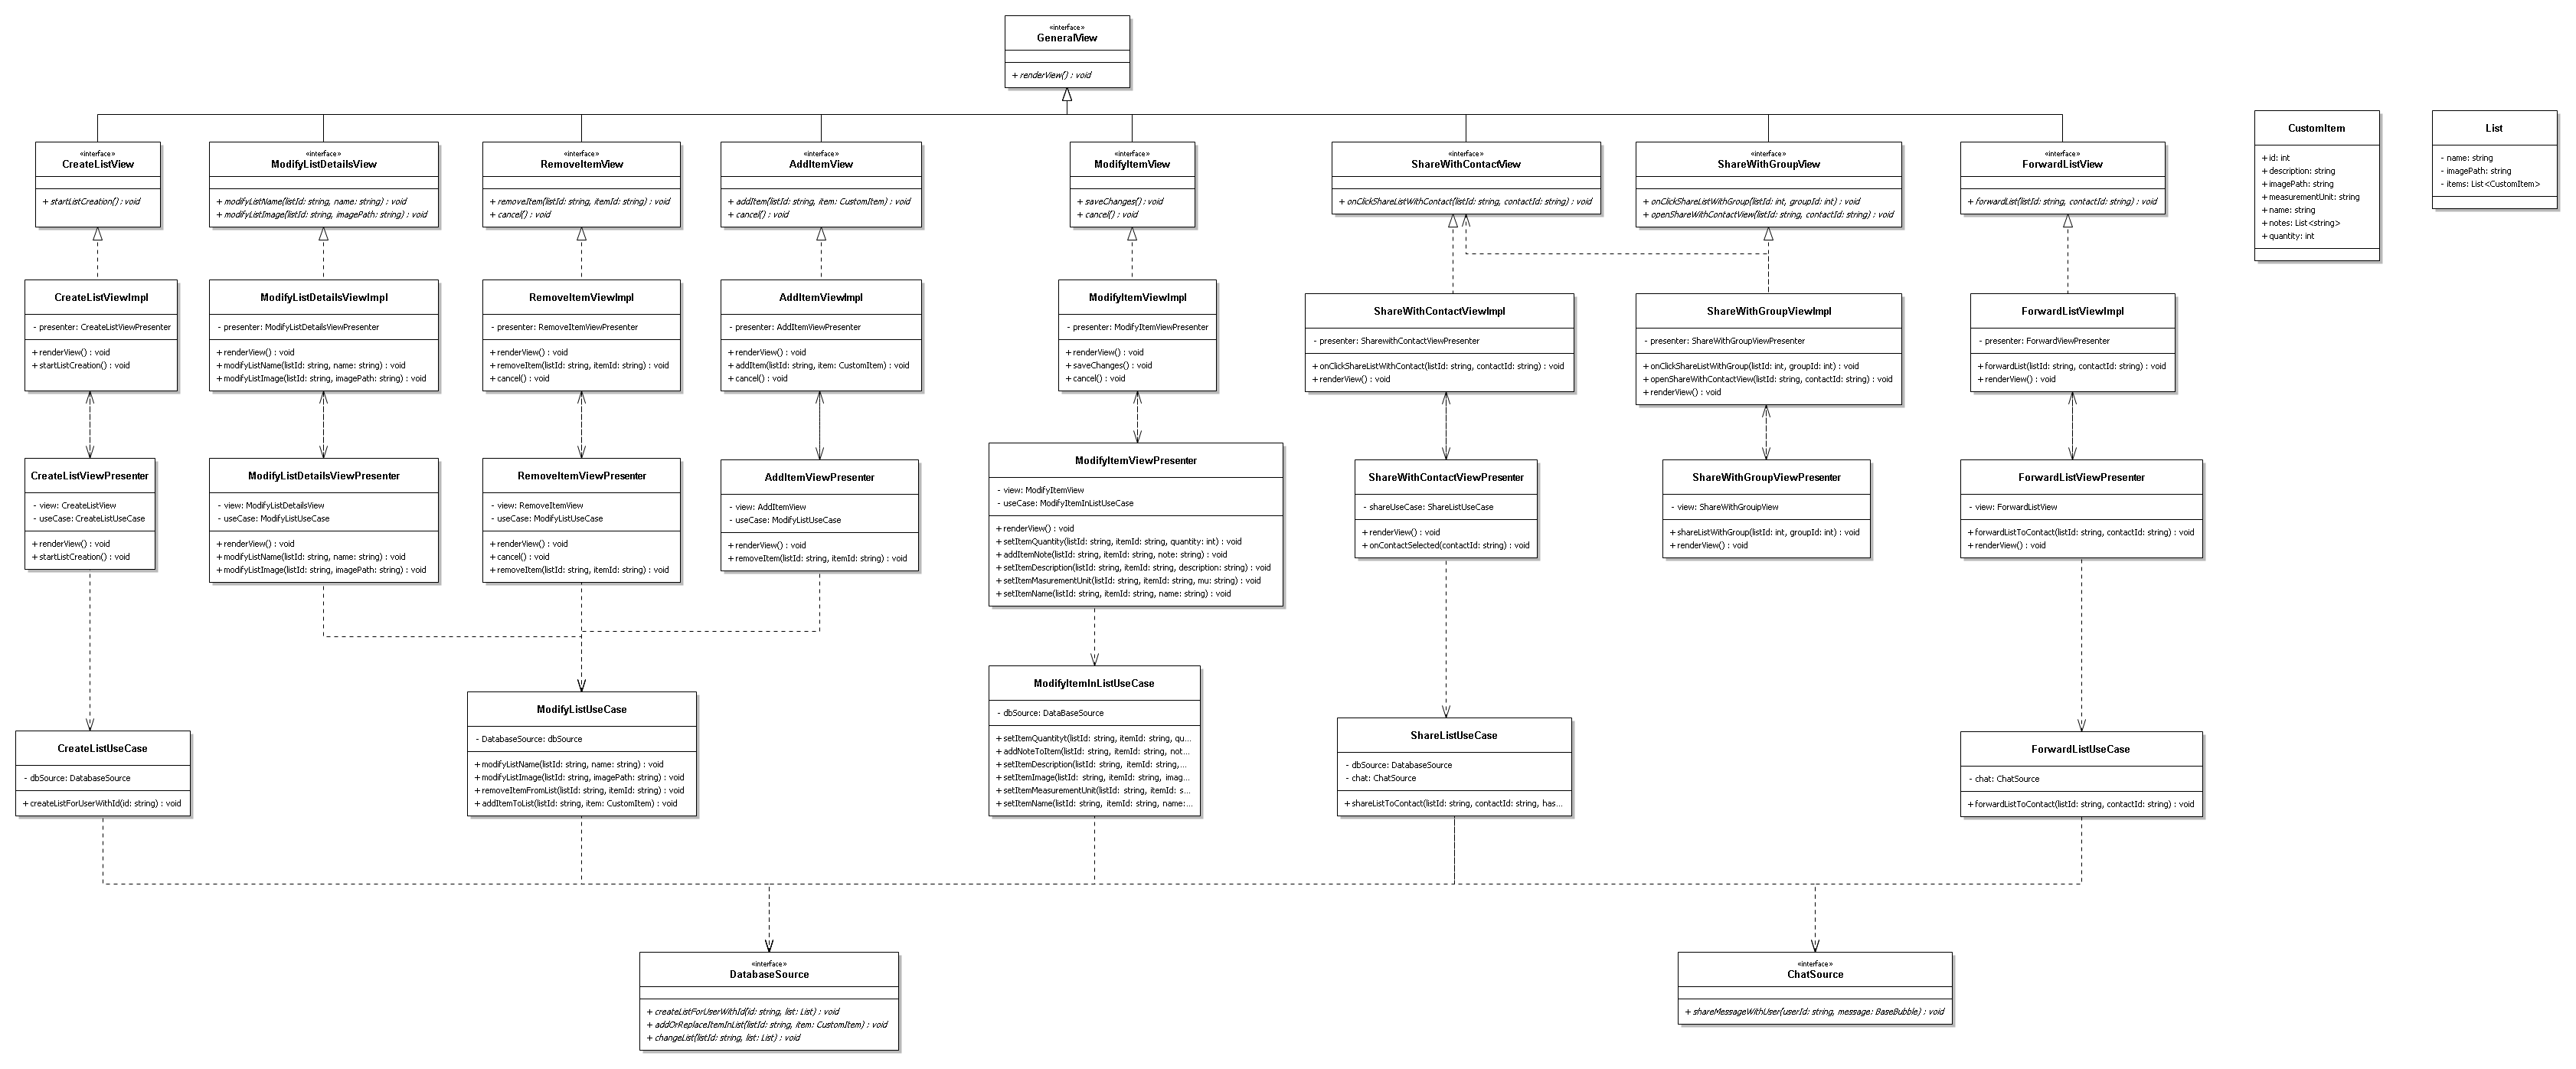 «interface»
GeneralView
+ renderView() : void
«interface»
CreateListView
+ startListCreation() : void
«interface»
ModifyListDetailsView
+ modifyListName(listId: string, name: string) : void
+ modifyListImage(listId: string, imagePath: string) : void
«interface»
RemoveItemView
+ removeItem(listId: string, itemId: string) : void
+ cancel() : void
«interface»
AddItemView
+ addItem(listId: string, item: CustomItem) : void
+ cancel() : void
«interface»
ModifyItemView
+ saveChanges() : void
+ cancel() : void
«interface»
ShareWithContactView
+ onClickShareListWithContact(listId: string, contactId: string) : void
«interface»
ShareWithGroupView
+ onClickShareListWithGroup(listId: int, groupId: int) : void
+ openShareWithContactView(listId: string, contactId: string) : void
«interface»
ForwardListView
+ forwardList(listId: string, contactId: string) : void
CustomItem
+ id: int
+ description: string
+ imagePath: string
+ measurementUnit: string
+ name: string
+ notes: List<string>
+ quantity: int
List
- name: string
- imagePath: string
- items: List<CustomItem>
CreateListViewImpl
- presenter: CreateListViewPresenter
+ renderView() : void
+ startListCreation() : void
ModifyListDetailsViewImpl
- presenter: ModifyListDetailsViewPresenter
+ renderView() : void
+ modifyListName(listId: string, name: string) : void
+ modifyListImage(listId: string, imagePath: string) : void
RemoveItemViewImpl
- presenter: RemoveItemViewPresenter
+ renderView() : void
+ removeItem(listId: string, itemId: string) : void
+ cancel() : void
AddItemViewImpl
- presenter: AddItemViewPresenter
+ renderView() : void
+ addItem(listId: string, item: CustomItem) : void
+ cancel() : void
ModifyItemViewImpl
- presenter: ModifyItemViewPresenter
+ renderView() : void
+ saveChanges() : void
+ cancel() : void
ShareWithContactViewImpl
- presenter: SharewithContactViewPresenter
+ onClickShareListWithContact(listId: string, contactId: string) : void
+ renderView() : void
ShareWithGroupViewImpl
- presenter: ShareWithGroupViewPresenter
+ onClickShareListWithGroup(listId: int, groupId: int) : void
+ openShareWithContactView(listId: string, contactId: string) : void
+ renderView() : void
ForwardListViewImpl
- presenter: ForwardViewPresenter
+ forwardList(listId: string, contactId: string) : void
+ renderView() : void
CreateListViewPresenter
- view: CreateListView
- useCase: CreateListUseCase
+ renderView() : void
+ startListCreation() : void
ModifyListDetailsViewPresenter
- view: ModifyListDetailsView
- useCase: ModifyListUseCase
+ renderView() : void
+ modifyListName(listId: string, name: string) : void
+ modifyListImage(listId: string, imagePath: string) : void
RemoveItemViewPresenter
- view: RemoveItemView
- useCase: ModifyListUseCase
+ renderView() : void
+ cancel() : void
+ removeItem(listId: string, itemId: string) : void
AddItemViewPresenter
- view: AddItemView
- useCase: ModifyListUseCase
+ renderView() : void
+ removeItem(listId: string, itemId: string) : void
ModifyItemViewPresenter
- view: ModifyItemView
- useCase: ModifyItemInListUseCase
+ renderView() : void
+ setItemQuantity(listId: string, itemId: string, quantity: int) : void
+ addItemNote(listId: string, itemId: string, note: string) : void
+ setItemDescription(listId: string, itemId: string, description: string) : void
+ setItemMasurementUnit(listId: string, itemId: string, mu: string) : void
+ setItemName(listId: string, itemId: string, name: string) : void
ShareWithContactViewPresenter
- shareUseCase: ShareListUseCase
+ renderView() : void
+ onContactSelected(contactId: string) : void
ShareWithGroupViewPresenter
- view: ShareWithGroupView
+ shareListWithGroup(listId: int, groupId: int) : void
+ renderView() : void
ForwardListViewPresenter
- view: ForwardListView
+ forwardListToContact(listId: string, contactId: string) : void
+ renderView() : void
CreateListUseCase
- dbSource: DatabaseSource
+ createListForUserWithId(id: string) : void
ModifyListUseCase
- DatabaseSource: dbSource
+ modifyListName(listId: string, name: string) : void
+ modifyListImage(listId: string, imagePath: string) : void
+ removeItemFromList(listId: string, itemId: string) : void
+ addItemToList(listId: string, item: CustomItem) : void
ModifyItemInListUseCase
- dbSource: DataBaseSource
+ setItemQuantityt(listId: string, itemId: string, qu...
+ addNoteToItem(listId: string, itemId: string, not...
+ setItemDescription(listId: string, itemId: string,...
+ setItemImage(listId: string, itemId: string, imag...
+ setItemMeasurementUnit(listId: string, itemId: s...
+ setItemName(listId: string, itemId: string, name:...
ShareListUseCase
- dbSource: DatabaseSource
- chat: ChatSource
+ shareListToContact(listId: string, contactId: string, has...
ForwardListUseCase
- chat: ChatSource
+ forwardListToContact(listId: string, contactId: string) : void
«interface»
DatabaseSource
+ createListForUserWithId(id: string, list: List) : void
+ addOrReplaceItemInList(listId: string, item: CustomItem) : void
+ changeList(listId: string, list: List) : void
«interface»
ChatSource
+ shareMessageWithUser(userId: string, message: BaseBubble) : void